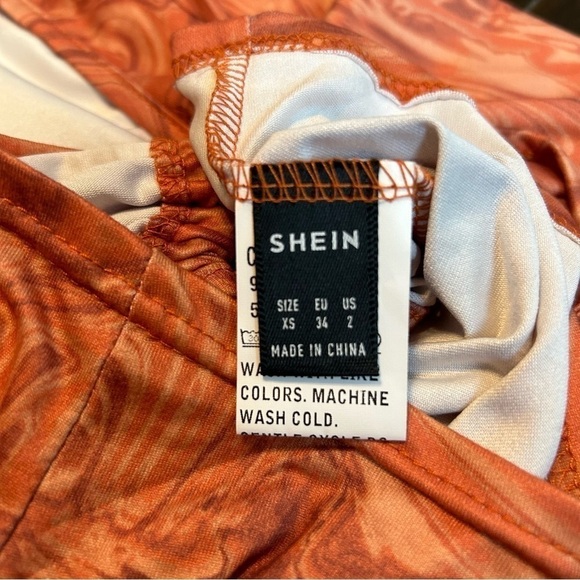 SHEIN
SIZE EU US
XS 34 2
MADE IN CHINA
COLORS. MACHINE
WASH COLD.